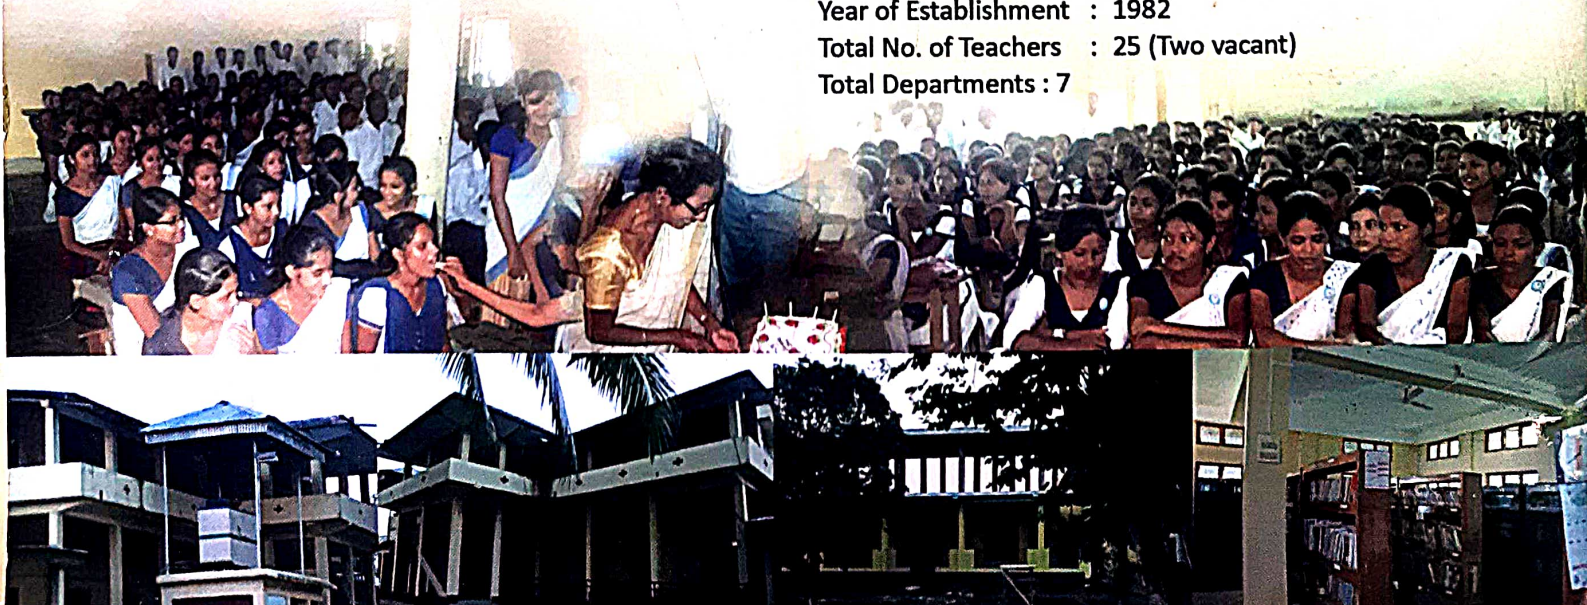 Year of Establishment : 1982
Total No. of Teachers : 25 (Two vacant)
Total Departments : 7